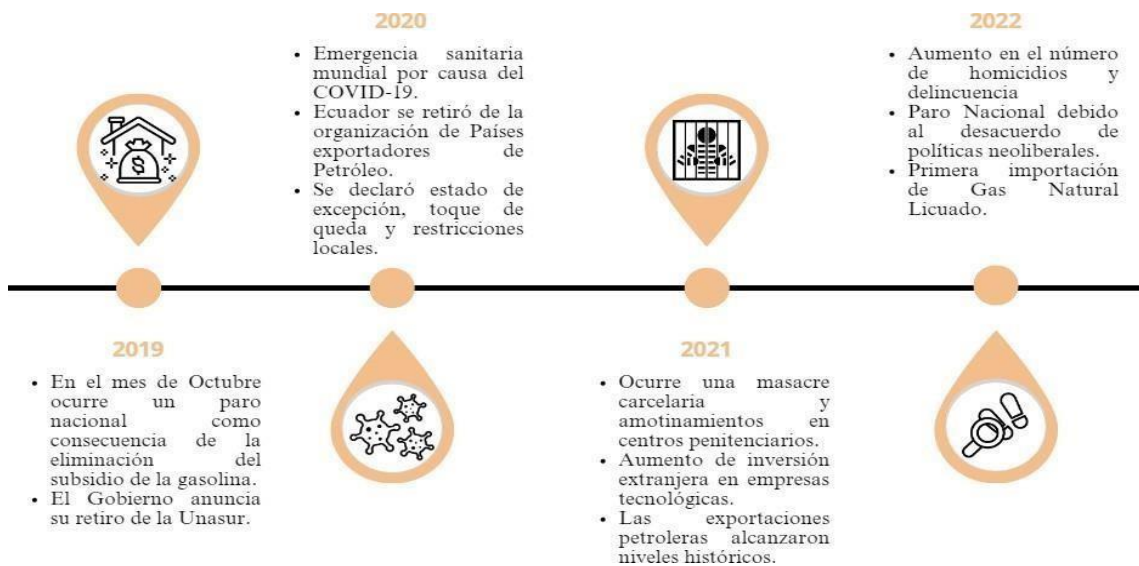 2019
• En el mes de Octubre
ocurre un paro
nacional como
consecuencia de la
eliminación del
subsidio de la gasolina.
• El Gobierno anuncia
su retiro de la Unasur.
2020
• Emergencia sanitaria
mundial por causa del
COVID-19.
• Ecuador se retiró de la
organización de Países
exportadores de
Petróleo.
• Se declaró estado de
excepción, toque de
queda y restricciones
locales.
2021
• Ocurre una masacre
carcelaria y
amotinamientos en
centros penitenciarios.
• Aumento de inversión
extranjera en empresas
tecnológicas.
• Las exportaciones
petroleras alcanzaron
niveles históricos.
2022
• Aumento en el número
de homicidios y
delincuencia
• Paro Nacional debido
al desacuerdo de
políticas neoliberales.
• Primera importación
de Gas Natural
Licuado.
$